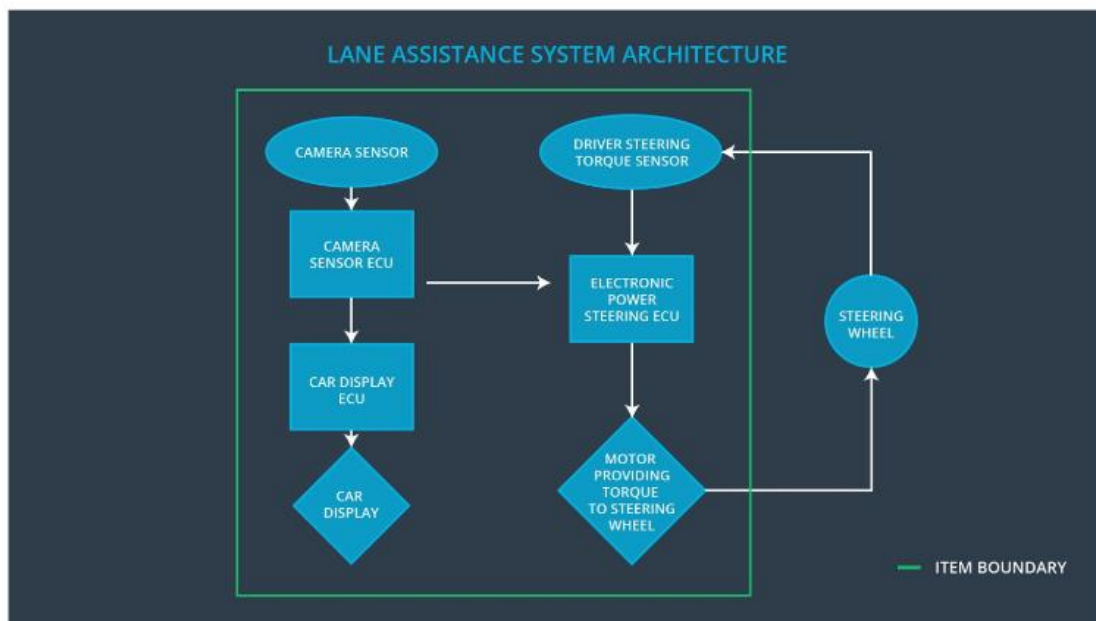 LANE ASSISTANCE SYSTEM ARCHITECTURE
CAMERA SENSOR
DRIVER STEERING
TORQUE SENSOR
CAMERA
SENSOR ECU
ELECTRONIC
POWER
STEERING ECU
STEERING
WHEEL
CAR DISPLAY
ECU
CAR
DISPLAY
MOTOR
PROVIDING
TORQUE
TO STEERING
WHEEL
ITEM BOUNDARY